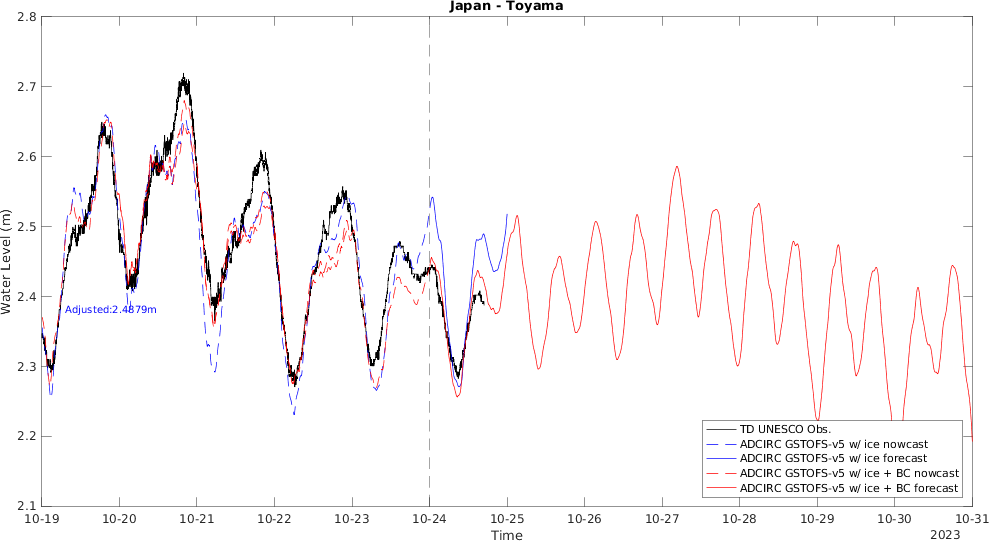 Japan - Toyama
Water Level (m)
2.8
2.7
2.6
2.5
2.4
2.3
2.2
2.1
Adjusted:2.4879m
TD UNESCO Obs.
ADCIRC GSTOFS-v5 w/ ice nowcast
ADCIRC GSTOFS-v5 w/ ice forecast
ADCIRC GSTOFS-v5 w/ ice + BC nowcast
ADCIRC GSTOFS-v5 w/ ice + BC forecast
10-19 10-20 10-21 10-22 10-23 10-24 10-25 10-26 10-27 10-28 10-29 10-30 10-31
Time
2023